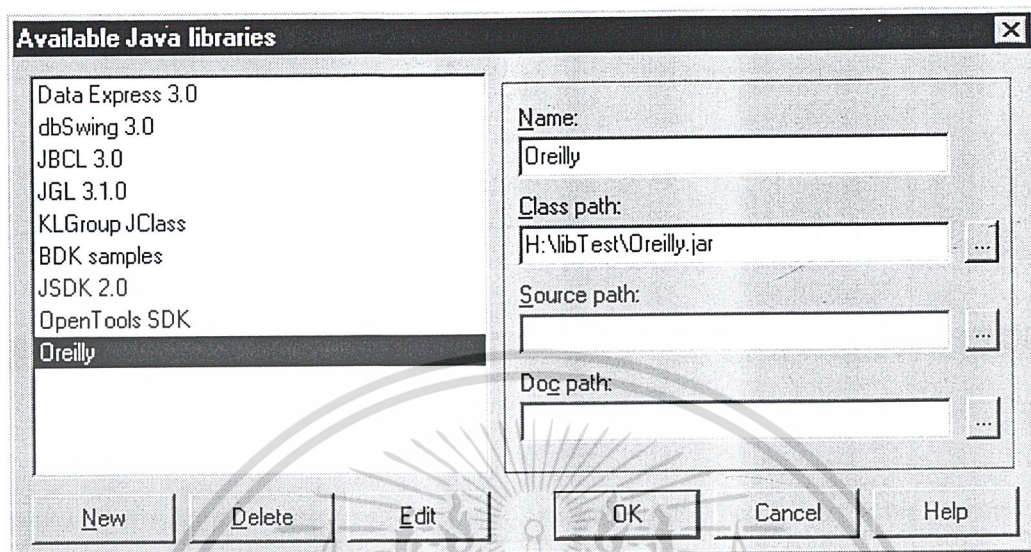 Available Java libraries
Data Express 3.0
dbSwing 3.0
JBCL 3.0
JGL 3.1.0
KLGroup JClass
BDK samples
JSDK 2.0
OpenTools SDK
Oreilly
Name:
Oreilly
Class path:
H:\libTest\Oreilly.jar
...
Source path:
...
Doc path:
...
New
Delete
Edit
OK
Cancel
Help